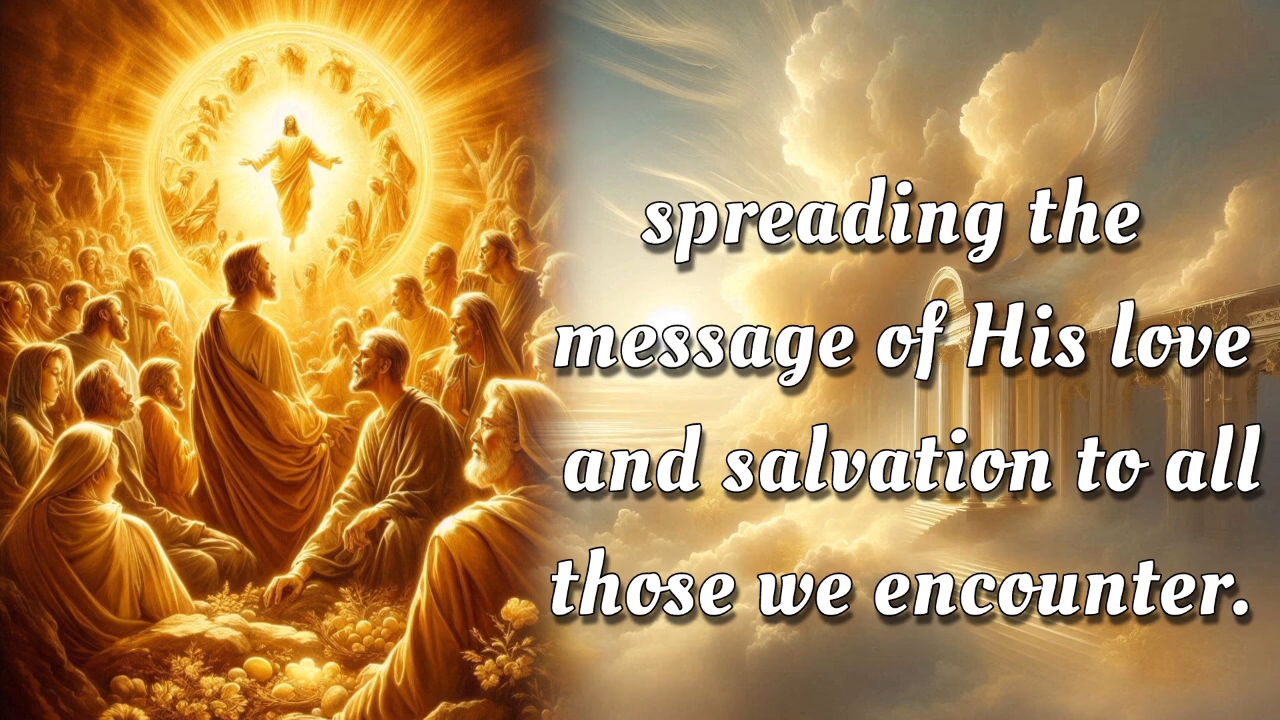 spreading the
message of His love
and salvation to all
those we encounter.